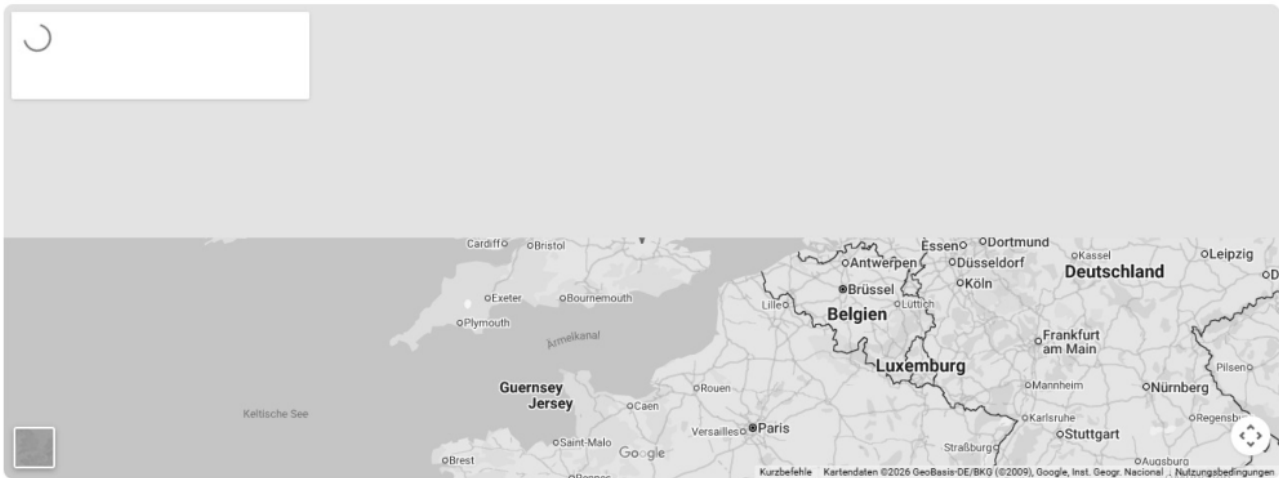 Cardiff
Bristol
Essen
Dortmund
Kassel
Leipzig
Antwerpen
Düsseldorf
Deutschland
D
Exeter
Bournemouth
Lille
Brüssel
Lüttich
Köln
Plymouth
Belgien
Ärmelkanal
Frankfurt
am Main
Luxemburg
Pilsen
Guernsey
Jersey
Rouen
Mannheim
Nürnberg
Keltische See
Caen
Karlsruhe
Regensbu
Versailles
Paris
Stuttgart
Saint-Malo
Google
Straßburg
Brest
Augsburg
Rennes
Kurzbefehle
Kartendaten ©2026 GeoBasis-DE/BKG (©2009), Google, Inst. Geogr. Nacional
Nutzungsbedingungen